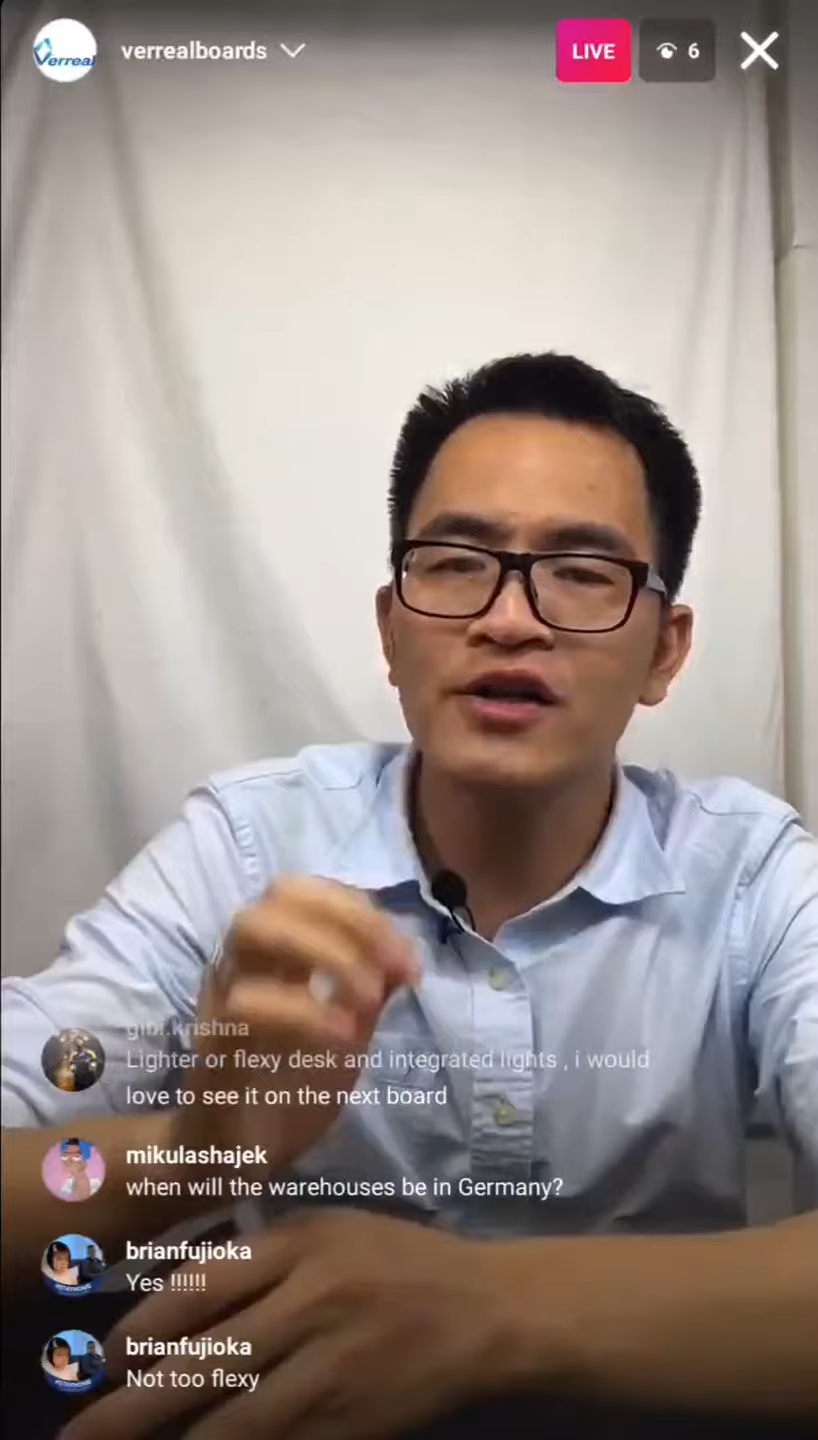 Verreal
verrealboards
LIVE
6
gibi.krishna
Lighter or flexy desk and integrated lights , i would
love to see it on the next board
mikulashajek
when will the warehouses be in Germany?
brianfujioka
Yes !!!!!!
brianfujioka
Not too flexy